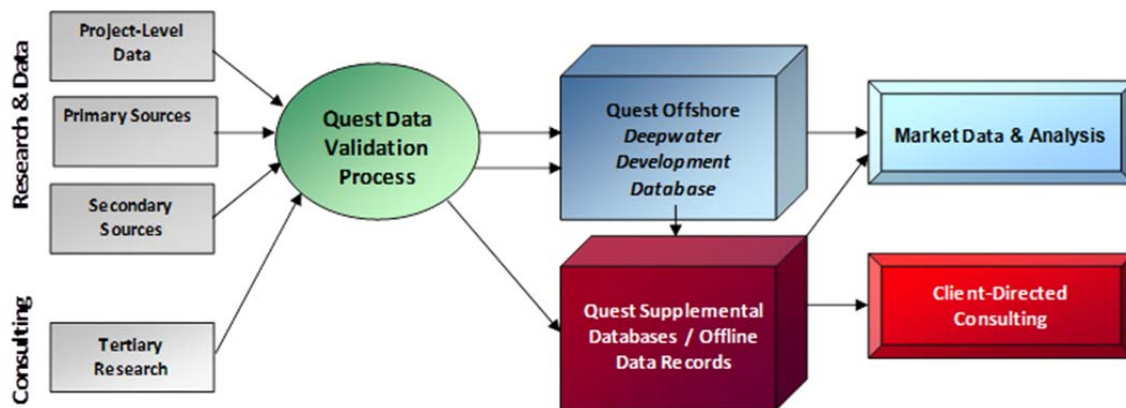 Research & Data
Project-Level
Data
Primary Sources
Secondary
Sources
Consulting
Tertiary
Research
Quest Data
Validation
Process
Quest Offshore
Deepwater
Development
Database
Quest Supplemental
Databases / Offline
Data Records
Market Data & Analysis
Client-Directed
Consulting